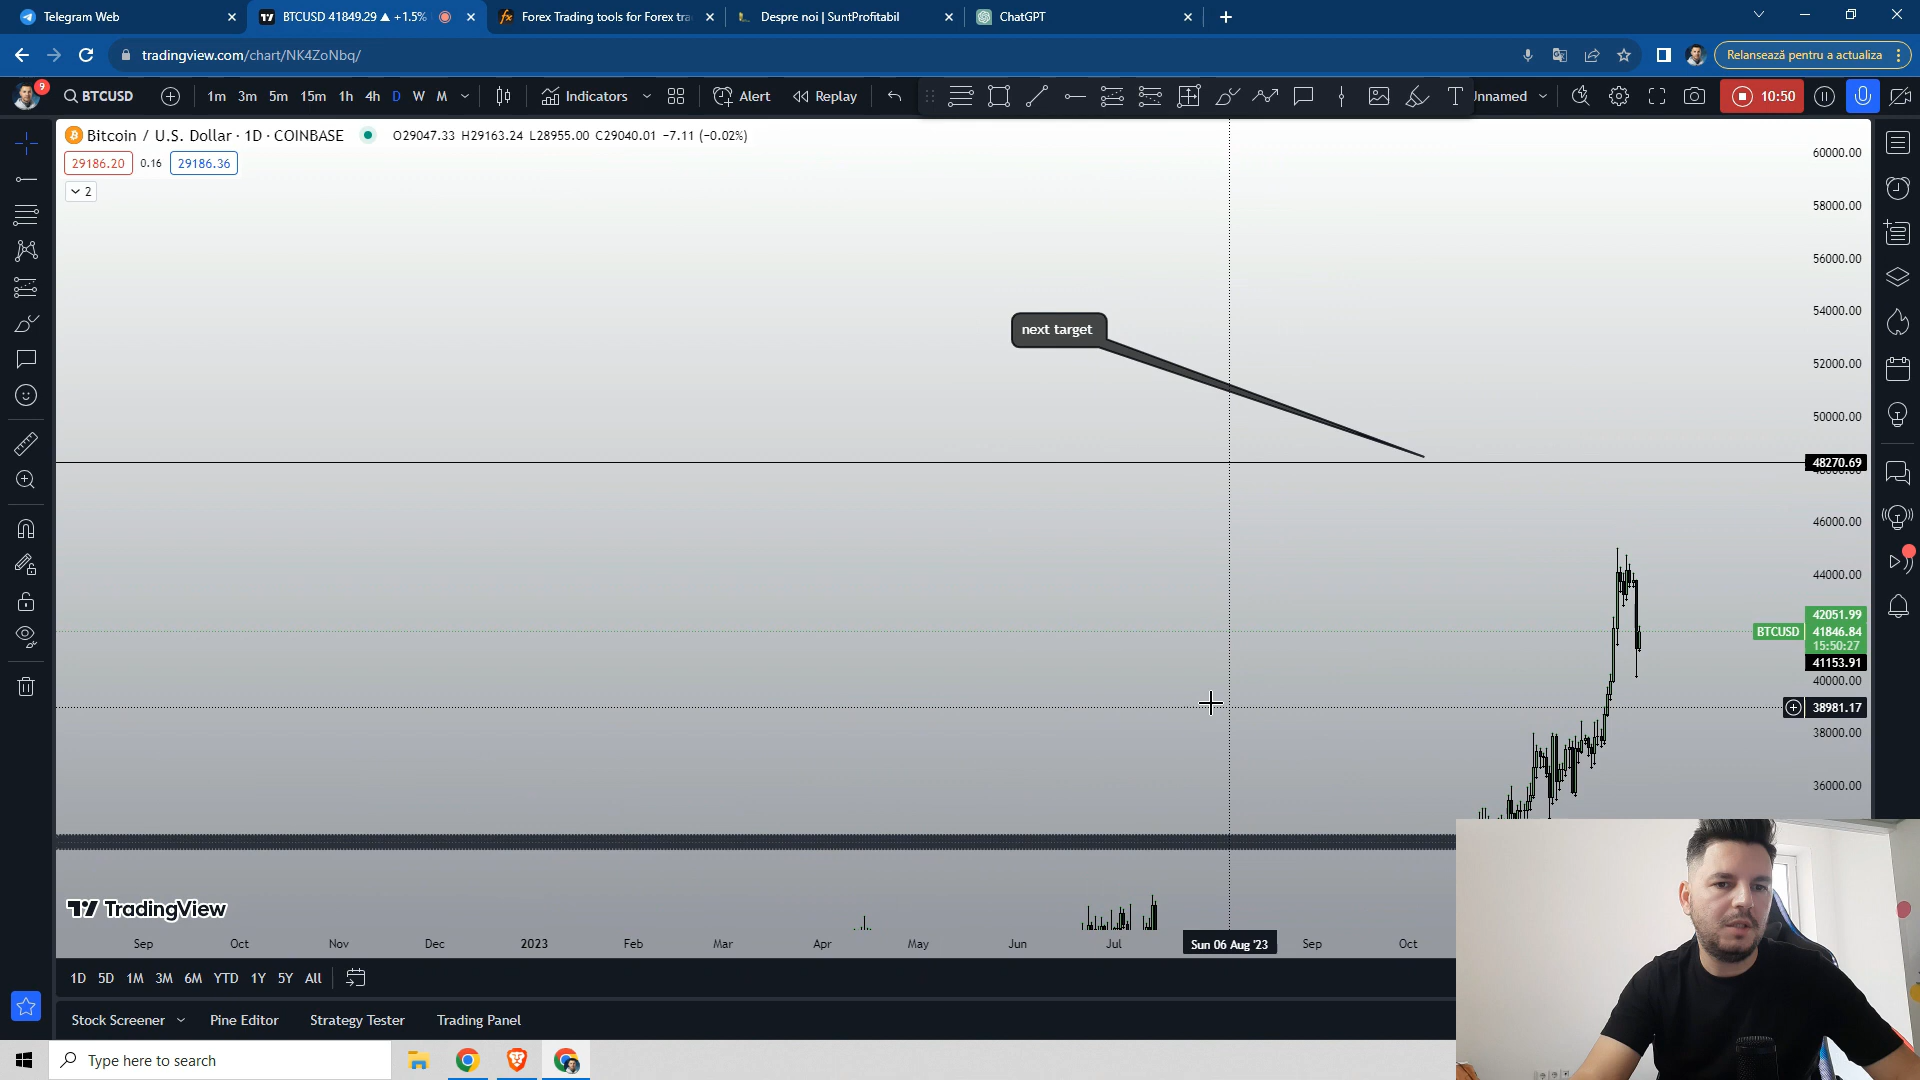 Telegram Web
BTCUSD 41849.29 ▲ +1.5%
Forex Trading tools for Forex tra
Despre noi | SuntProfitabil
ChatGPT
tradingview.com/chart/NK4ZoNbq/
Relansează pentru a actualiza
9
BTCUSD
1m 3m 5m 15m 1h 4h D W M
Indicators
Alert
Replay
Unnamed
10:50
Bitcoin / U.S. Dollar · 1D · COINBASE
O29047.33 H29163.24 L28955.00 C29040.01 −7.11 (−0.02%)
29186.20 0.16 29186.36
2
next target
60000.00
58000.00
56000.00
54000.00
52000.00
50000.00
48270.69
46000.00
44000.00
42051.99
BTCUSD 41846.84
15:50:27
41153.91
40000.00
38981.17
38000.00
36000.00
TradingView
Sep Oct Nov Dec 2023 Feb Mar Apr May Jun Jul Sun 06 Aug '23 Sep Oct
1D 5D 1M 3M 6M YTD 1Y 5Y All
Stock Screener Pine Editor Strategy Tester Trading Panel
Type here to search